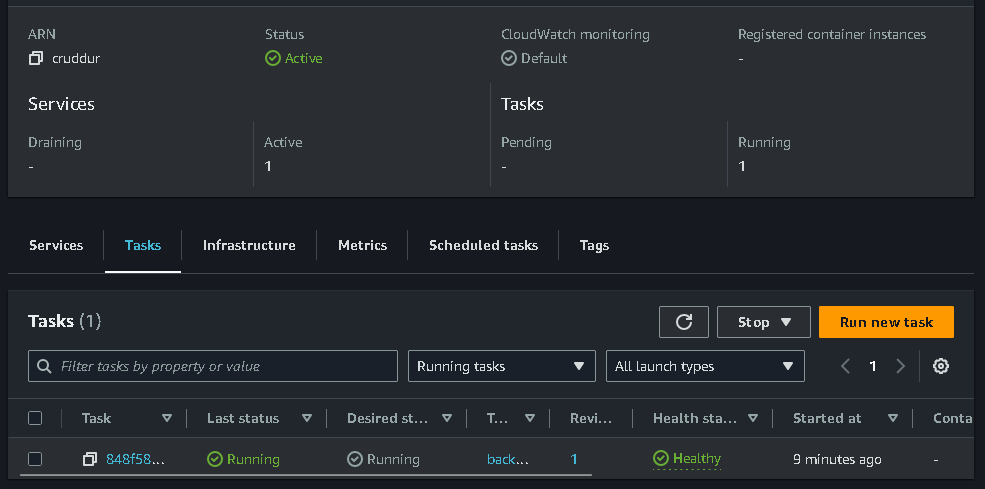 ARN Status CloudWatch monitoring Registered container instances
cruddur Active Default -
Services Tasks
Draining Active Pending Running
- 1 - 1
Services Tasks Infrastructure Metrics Scheduled tasks Tags
Tasks (1) Stop Run new task
Filter tasks by property or value Running tasks All launch types 1
Task Last status Desired st... T... Revi... Health sta... Started at Conta
848f58... Running Running back... 1 Healthy 9 minutes ago -